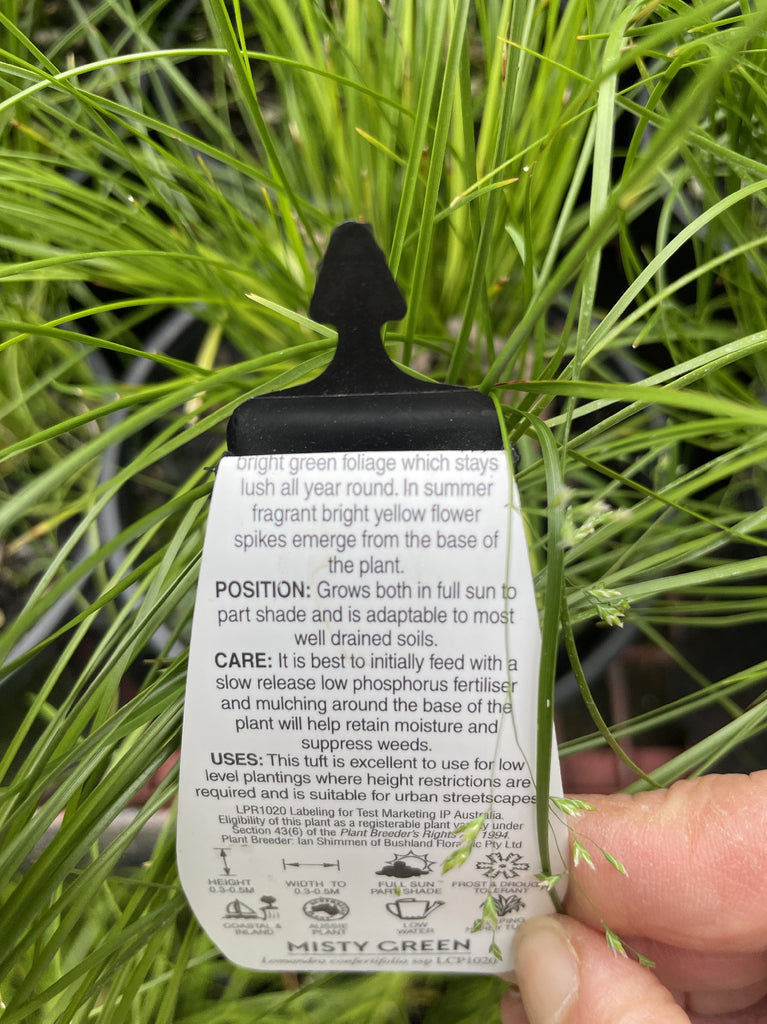 bright green foliage which stays
lush all year round. In summer
fragrant bright yellow flower
spikes emerge from the base of
the plant.
POSITION: Grows both in full sun to
part shade and is adaptable to most
well drained soils.
CARE: It is best to initially feed with a
slow release low phosphorus fertiliser
and mulching around the base of the
plant will help retain moisture and
suppress weeds.
USES: This tuft is excellent to use for low
level plantings where height restrictions are
required and is suitable for urban streetscapes
LPR1020 Labeling for Test Marketing IP Australia.
Eligibility of this plant as a registerable plant variety under
Section 43(6) of the Plant Breeder's Rights 1994.
Plant Breeder: Ian Shimmen of Bushland Pty Ltd
HEIGHT
0.3-0.5M
WIDTH TO
0.3-0.5M
FULL SUN
PART SHADE
FROST &
TOLERANT
COASTAL &
INLAND
AUSSIE
PLANT
LOW
WATER
MISTY GREEN
Lomandra confertifolia ssp LCP1020